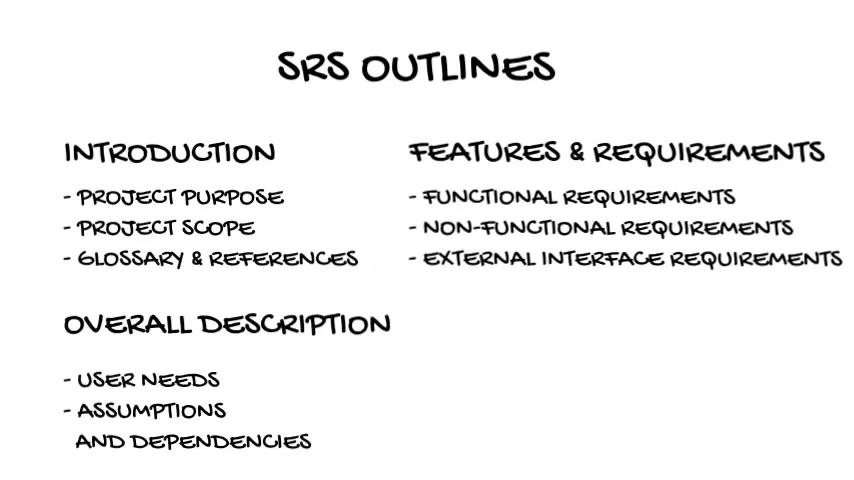 SRS OUTLINES
INTRODUCTION
- PROJECT PURPOSE
- PROJECT SCOPE
- GLOSSARY & REFERENCES
OVERALL DESCRIPTION
- USER NEEDS
- ASSUMPTIONS
AND DEPENDENCIES
FEATURES & REQUIREMENTS
- FUNCTIONAL REQUIREMENTS
- NON-FUNCTIONAL REQUIREMENTS
- EXTERNAL INTERFACE REQUIREMENTS